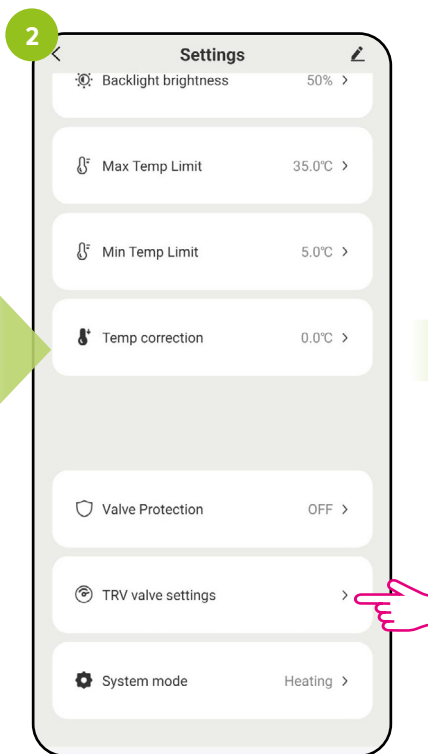 2
Settings
Backlight brightness 50%
Max Temp Limit 35.0℃
Min Temp Limit 5.0℃
Temp correction 0.0℃
Valve Protection OFF
TRV valve settings
System mode Heating